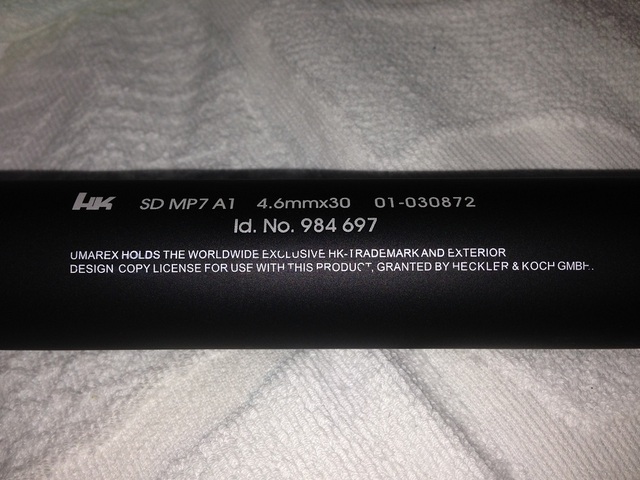 HK SD MP7 A1 4.6mmx30 01-030872
Id. No. 984 697
UMAREX HOLDS THE WORLDWIDE EXCLUSIVE HK-TRADEMARK AND EXTERIOR
DESIGN COPY LICENSE FOR USE WITH THIS PRODUCT, GRANTED BY HECKLER & KOCH GMBH.